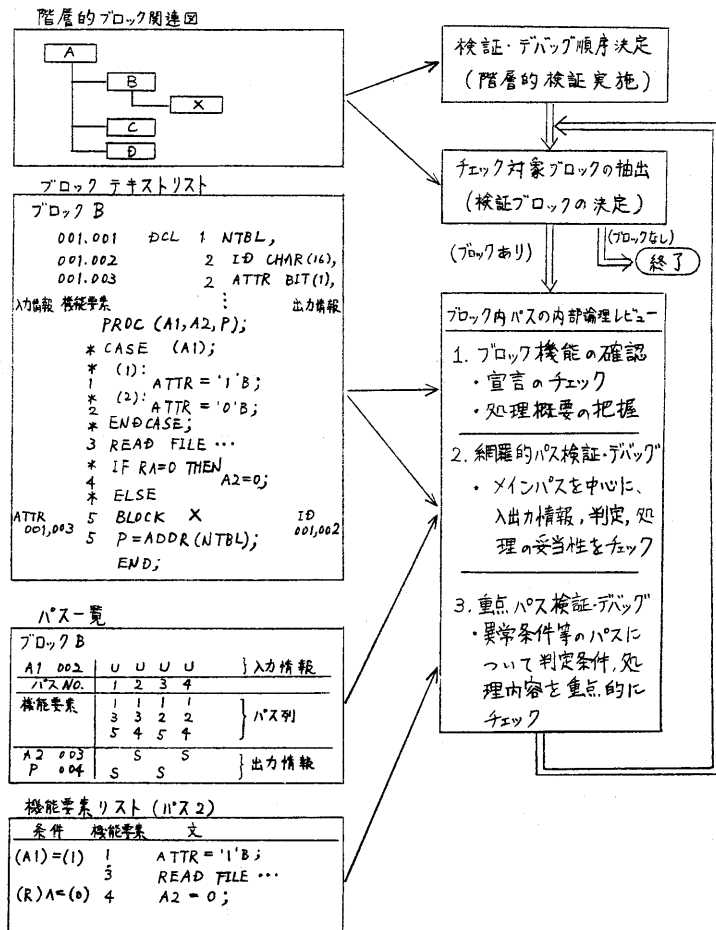 階層的ブロック関連図
A
B
X
C
D
ブロック テキストリスト
ブロック B
001.001 DCL 1 NTBL,
001.002 2 ID CHAR(16),
001.003 2 ATTR BIT(1),
入力情報 機能要素 ⋮ 出力情報
PROC (A1,A2,P);
* CASE (A1);
* (1):
1 ATTR = '1'B;
* (2):
2 ATTR = '0'B;
* ENDCASE;
3 READ FILE …
* IF RΛ=0 THEN
4 A2=0;
* ELSE
ATTR 5 BLOCK X ID
001,003 5 P=ADDR(NTBL); 001,002
END;
パス一覧
ブロック B
A1 002 U U U U }入力情報
パスNO. 1 2 3 4
機能要素 1 1 1 1
3 3 2 2 }パス列
5 4 5 4
A2 003 S S
P 004 S S }出力情報
機能要素リスト (パス2)
条件 機能要素 文
(A1)=(1) 1 ATTR='1'B;
3 READ FILE …
(R)Λ=(0) 4 A2=0;
検証・デバッグ順序決定
(階層的検証実施)
チェック対象ブロックの抽出
(検証ブロックの決定)
(ブロックあり)
(ブロックなし)
終了
ブロック内パスの内部論理レビュー
1. ブロック機能の確認
・宣言のチェック
・処理概要の把握
2. 網羅的パス検証・デバッグ
・メインパスを中心に、
入出力情報,判定,処
理の妥当性をチェック
3. 重点パス検証・デバッグ
・異常条件等のパスに
ついて判定条件,処
理内容を重点的に
チェック